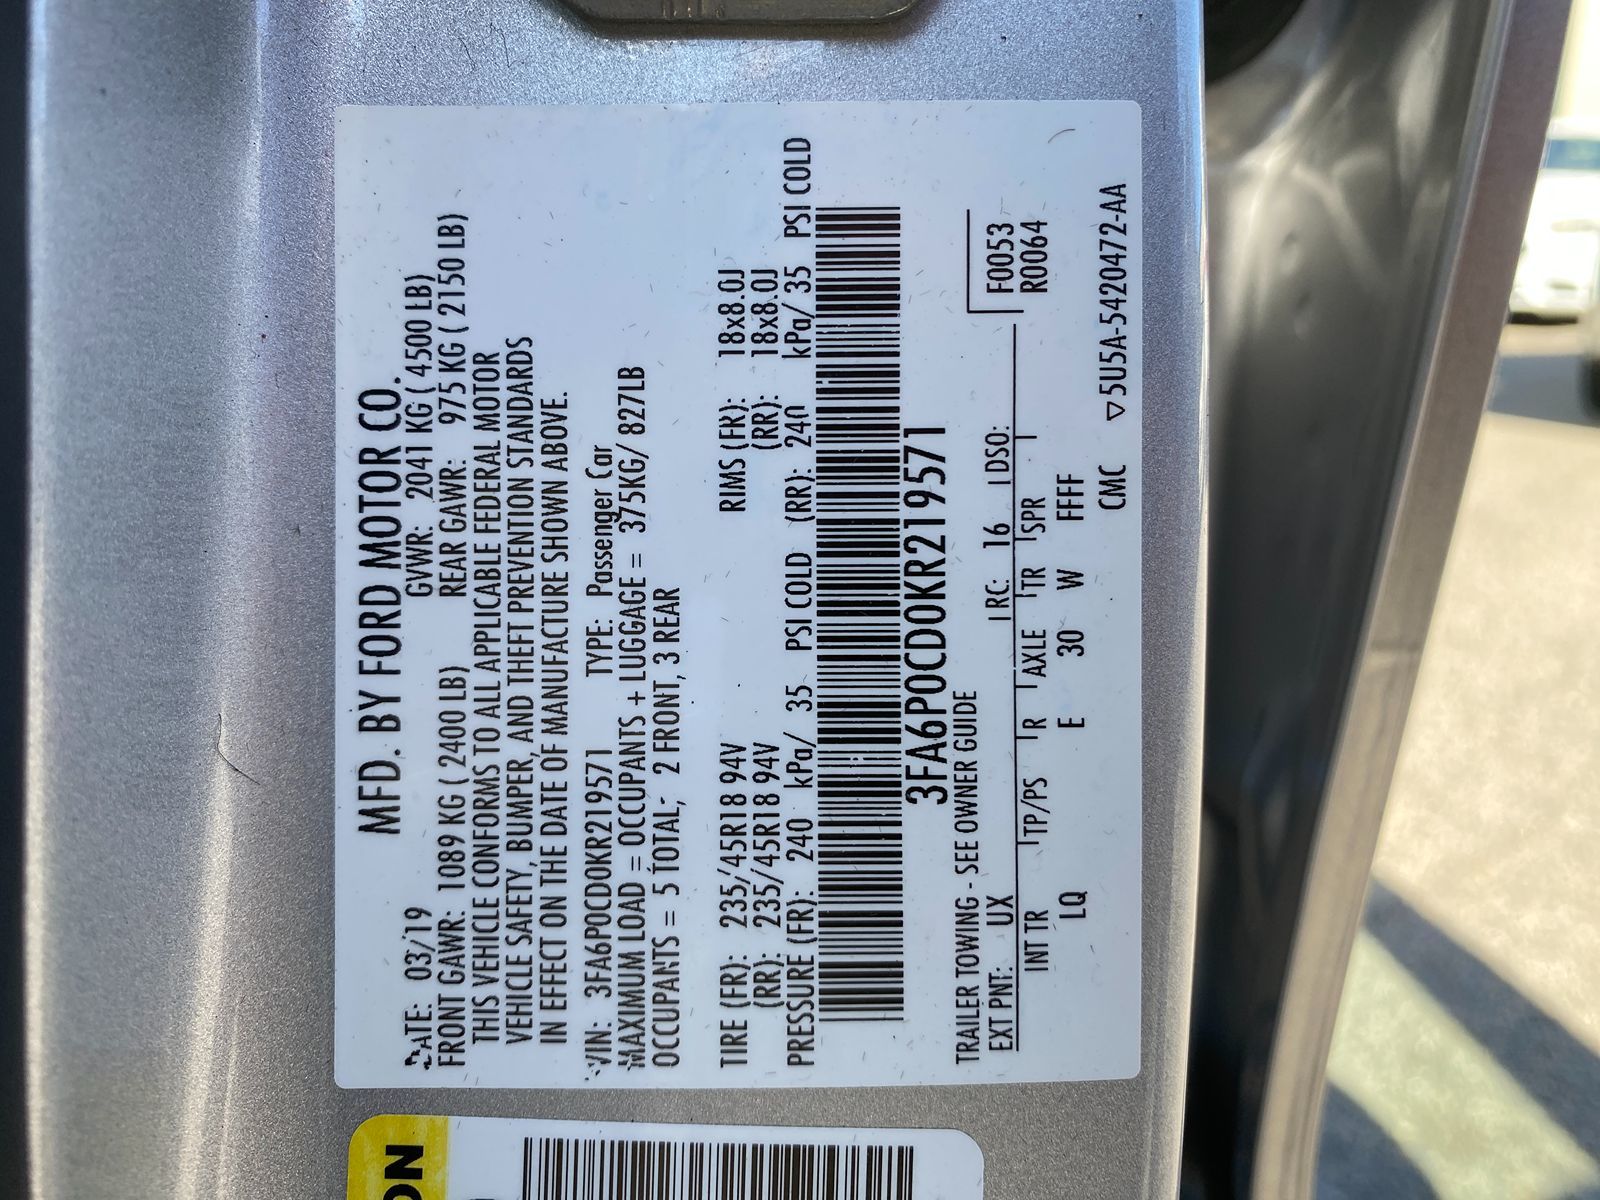 MFD. BY FORD MOTOR CO.
DATE: 03/19 GVWR: 2041 KG ( 4500 LB)
FRONT GAWR: 1089 KG ( 2400 LB) REAR GAWR: 975 KG ( 2150 LB)
THIS VEHICLE CONFORMS TO ALL APPLICABLE FEDERAL MOTOR
VEHICLE SAFETY, BUMPER, AND THEFT PREVENTION STANDARDS
IN EFFECT ON THE DATE OF MANUFACTURE SHOWN ABOVE.
VIN: 3FA6P0CD0KR219571 TYPE: Passenger Car
MAXIMUM LOAD = OCCUPANTS + LUGGAGE = 375KG/ 827LB
OCCUPANTS = 5 TOTAL; 2 FRONT, 3 REAR
TIRE (FR): 235/45R18 94V RIMS (FR): 18x8.0J
(RR): 235/45R18 94V (RR): 18x8.0J
PRESSURE (FR): 240 kPa/ 35 PSI COLD (RR): 240 kPa/ 35 PSI COLD
3FA6P0CD0KR219571
TRAILER TOWING - SEE OWNER GUIDE
EXT PNT: UX RC: 16 DSO: F0053
R0064
INT TR TP/PS R AXLE TR SPR
LQ E 30 W FFFF
CMC ▽5U5A-5420472-AA
ON